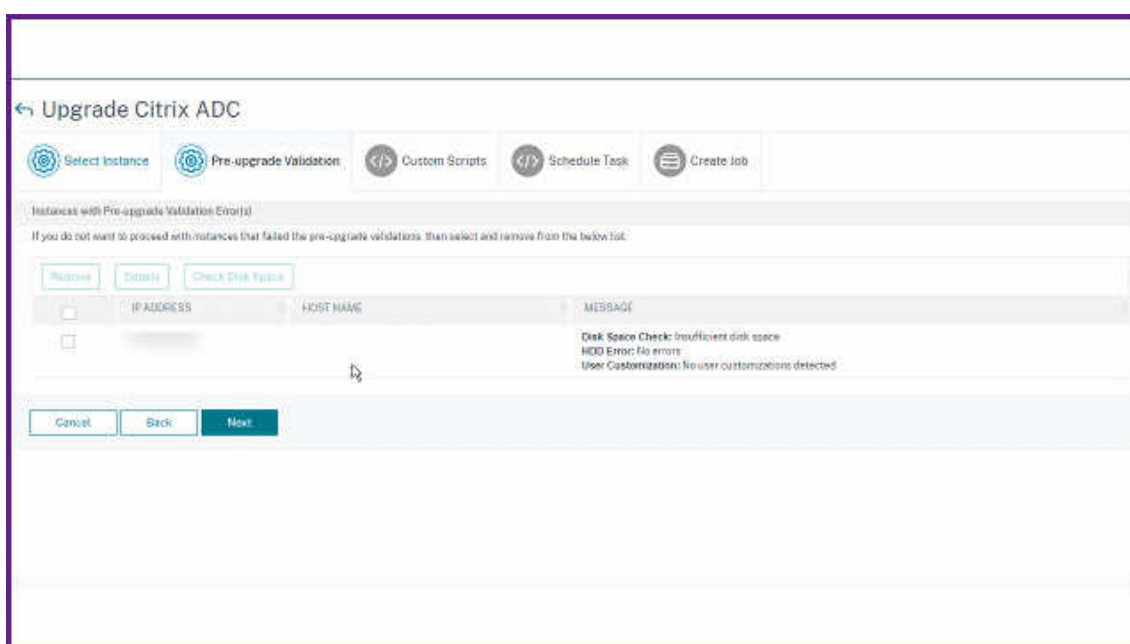 Upgrade Citrix ADC
Select Instance
Pre-upgrade Validation
Custom Scripts
Schedule Task
Create Job
Instances with Pre-upgrade Validation Error(s)
If you do not want to proceed with instances that failed the pre-upgrade validations, then select and remove from the below list.
Remove Details Check Disk Space
IP ADDRESS HOST NAME MESSAGE
Disk Space Check: Insufficient disk space
HDD Error: No errors
User Customization: No user customizations detected
Cancel Back Next